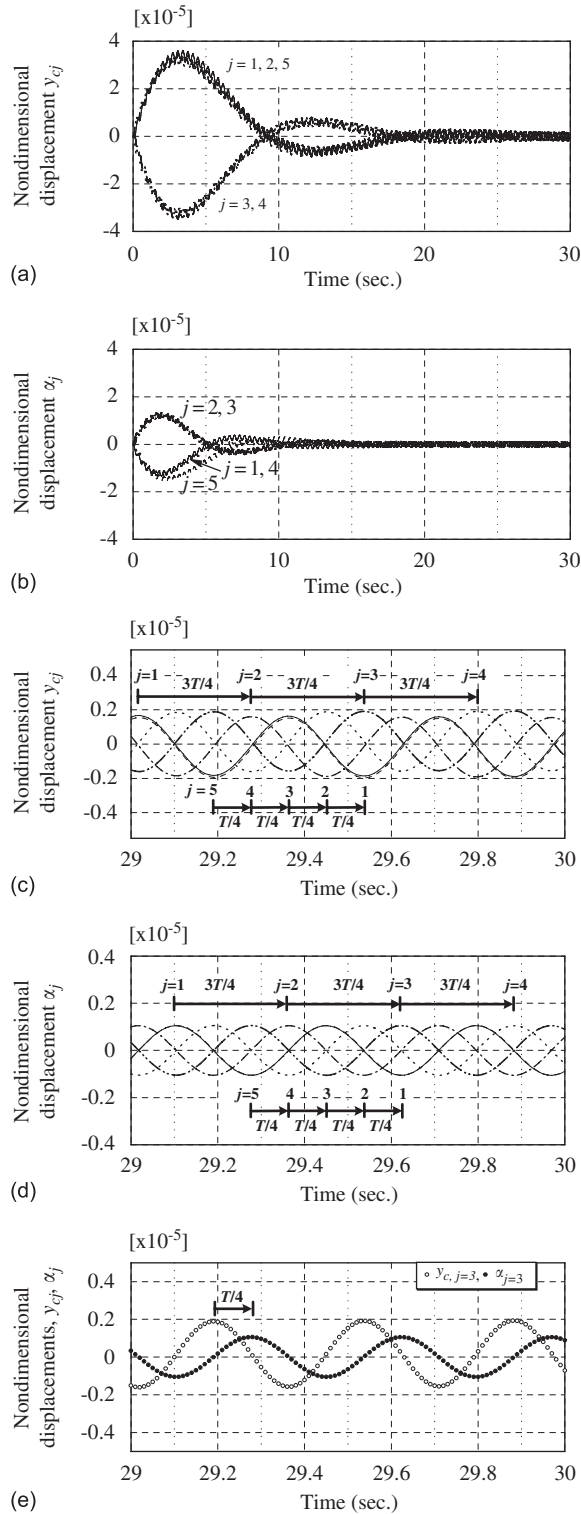 [x10-5]
Nondimensional
displacement ycj
4
2
0
-2
-4
j = 1, 2, 5
j = 3, 4
0 10 20 30
Time (sec.)
(a)
[x10-5]
Nondimensional
displacement αj
4
2
0
-2
-4
j = 2, 3
j = 1, 4
j = 5
0 10 20 30
Time (sec.)
(b)
[x10-5]
Nondimensional
displacement ycj
0.4
0.2
0
-0.2
-0.4
j=1 3T/4 j=2 3T/4 j=3 3T/4 j=4
j = 5 4 3 2 1
T/4 T/4 T/4 T/4
29 29.2 29.4 29.6 29.8 30
Time (sec.)
(c)
[x10-5]
Nondimensional
displacement αj
0.4
0.2
0
-0.2
-0.4
j=1 3T/4 j=2 3T/4 j=3 3T/4 j=4
j=5 4 3 2 1
T/4 T/4 T/4 T/4
29 29.2 29.4 29.6 29.8 30
Time (sec.)
(d)
[x10-5]
Nondimensional
displacements, ycj, αj
0.4
0.2
0
-0.2
-0.4
○ yc, j=3, ● αj=3
T/4
29 29.2 29.4 29.6 29.8 30
Time (sec.)
(e)